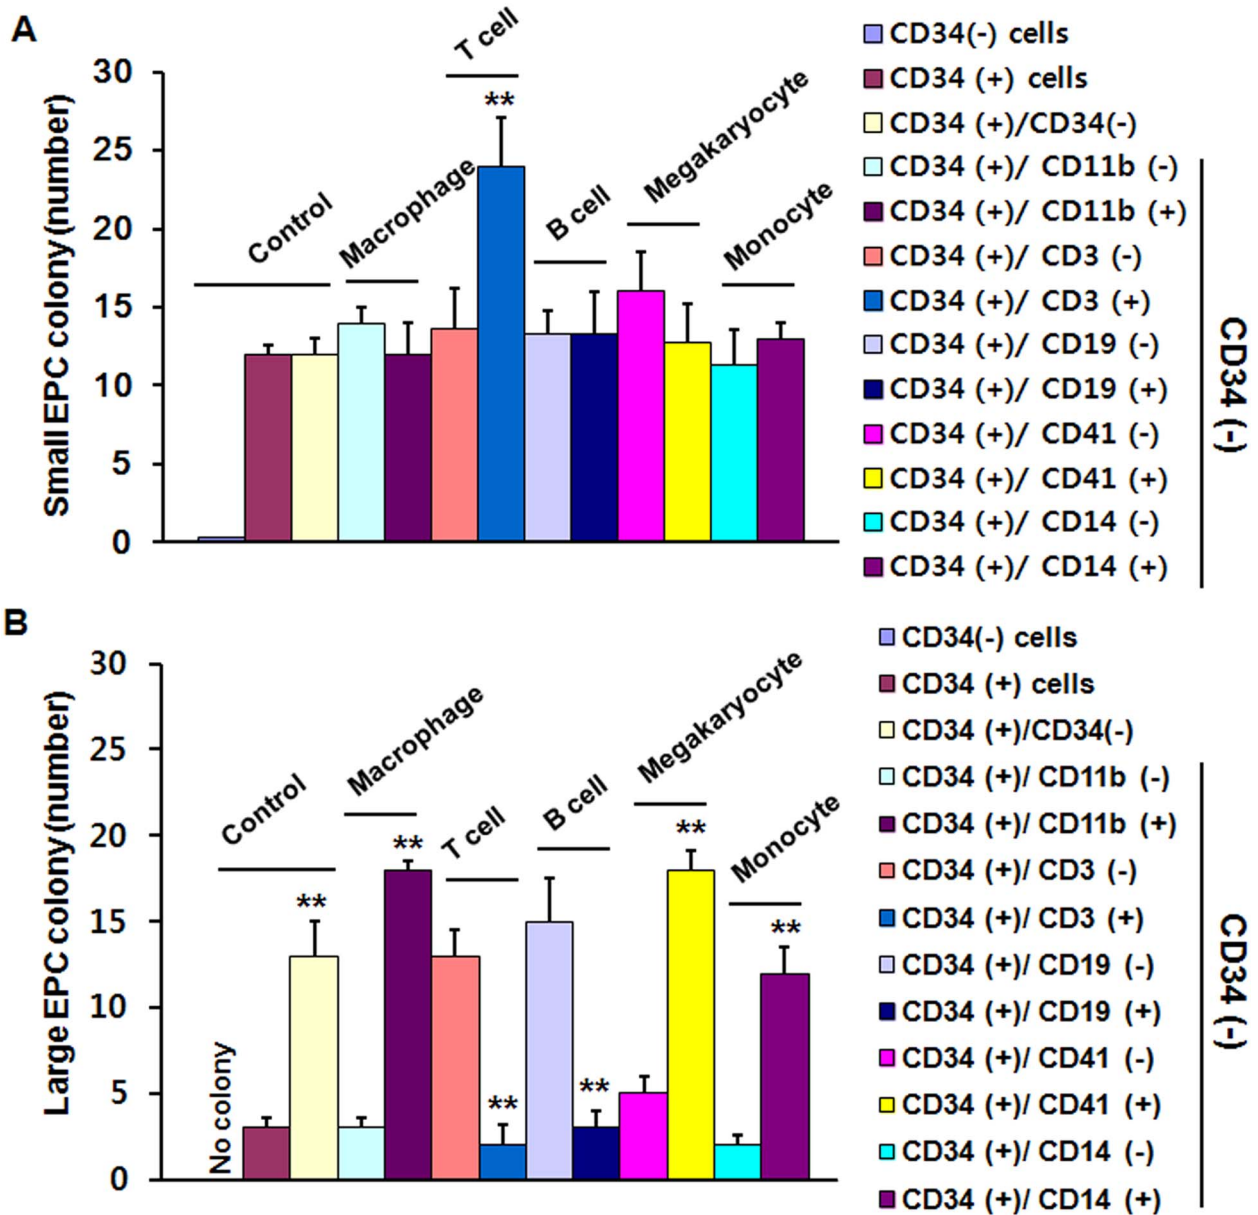 A
Small EPC colony (number)
30
25
20
15
10
5
0
Control
Macrophage
T cell
**
B cell
Megakaryocyte
Monocyte
CD34(-) cells
CD34 (+) cells
CD34 (+)/CD34(-)
CD34 (+)/ CD11b (-)
CD34 (+)/ CD11b (+)
CD34 (+)/ CD3 (-)
CD34 (+)/ CD3 (+)
CD34 (+)/ CD19 (-)
CD34 (+)/ CD19 (+)
CD34 (+)/ CD41 (-)
CD34 (+)/ CD41 (+)
CD34 (+)/ CD14 (-)
CD34 (+)/ CD14 (+)
CD34 (-)
B
Large EPC colony (number)
30
25
20
15
10
5
0
No colony
Control
**
Macrophage
**
T cell
**
B cell
**
Megakaryocyte
**
Monocyte
**
CD34(-) cells
CD34 (+) cells
CD34 (+)/CD34(-)
CD34 (+)/ CD11b (-)
CD34 (+)/ CD11b (+)
CD34 (+)/ CD3 (-)
CD34 (+)/ CD3 (+)
CD34 (+)/ CD19 (-)
CD34 (+)/ CD19 (+)
CD34 (+)/ CD41 (-)
CD34 (+)/ CD41 (+)
CD34 (+)/ CD14 (-)
CD34 (+)/ CD14 (+)
CD34 (-)